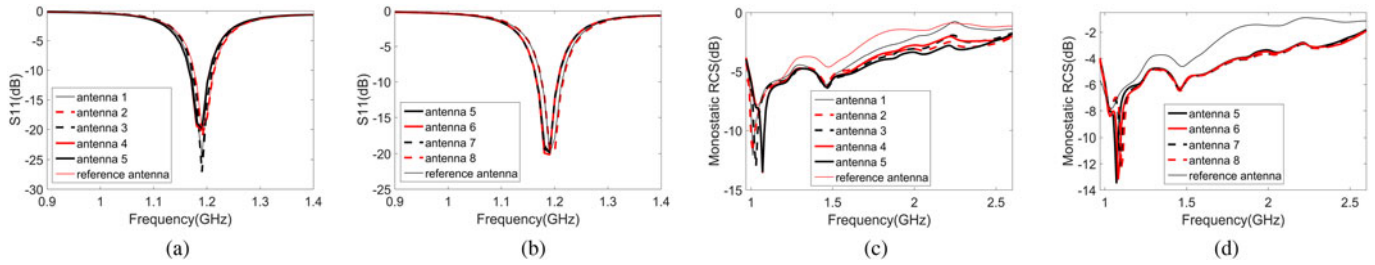 0
-5
-10
-15
-20
-25
-30
S11(dB)
antenna 1
antenna 2
antenna 3
antenna 4
antenna 5
reference antenna
0.9
1
1.1
1.2
1.3
1.4
Frequency(GHz)
(a)
0
-5
-10
-15
-20
-25
S11(dB)
antenna 5
antenna 6
antenna 7
antenna 8
reference antenna
0.9
1
1.1
1.2
1.3
1.4
Frequency(GHz)
(b)
0
-5
-10
-15
Monostatic RCS(dB)
antenna 1
antenna 2
antenna 3
antenna 4
antenna 5
reference antenna
1
1.5
2
2.5
Frequency(GHz)
(c)
-2
-4
-6
-8
-10
-12
-14
Monostatic RCS(dB)
antenna 5
antenna 6
antenna 7
antenna 8
reference antenna
1
1.5
2
2.5
Frequency(GHz)
(d)